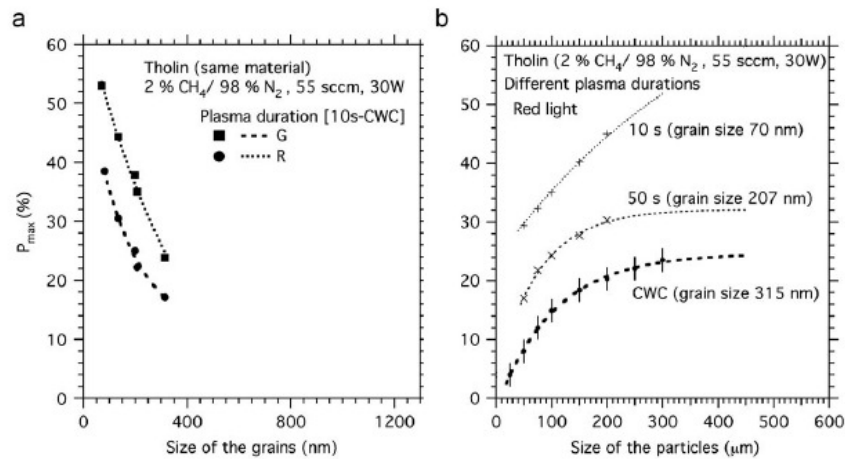 a
60
50
40
30
20
10
0
P_max (%)
Tholin (same material)
2 % CH₄/ 98 % N₂ , 55 sccm, 30W
Plasma duration [10s-CWC]
G
R
0 400 800 1200
Size of the grains (nm)
b
60
50
40
30
20
10
0
Tholin (2 % CH₄/ 98 % N₂ , 55 sccm, 30W)
Different plasma durations
Red light
10 s (grain size 70 nm)
50 s (grain size 207 nm)
CWC (grain size 315 nm)
0 100 200 300 400 500 600
Size of the particles (μm)